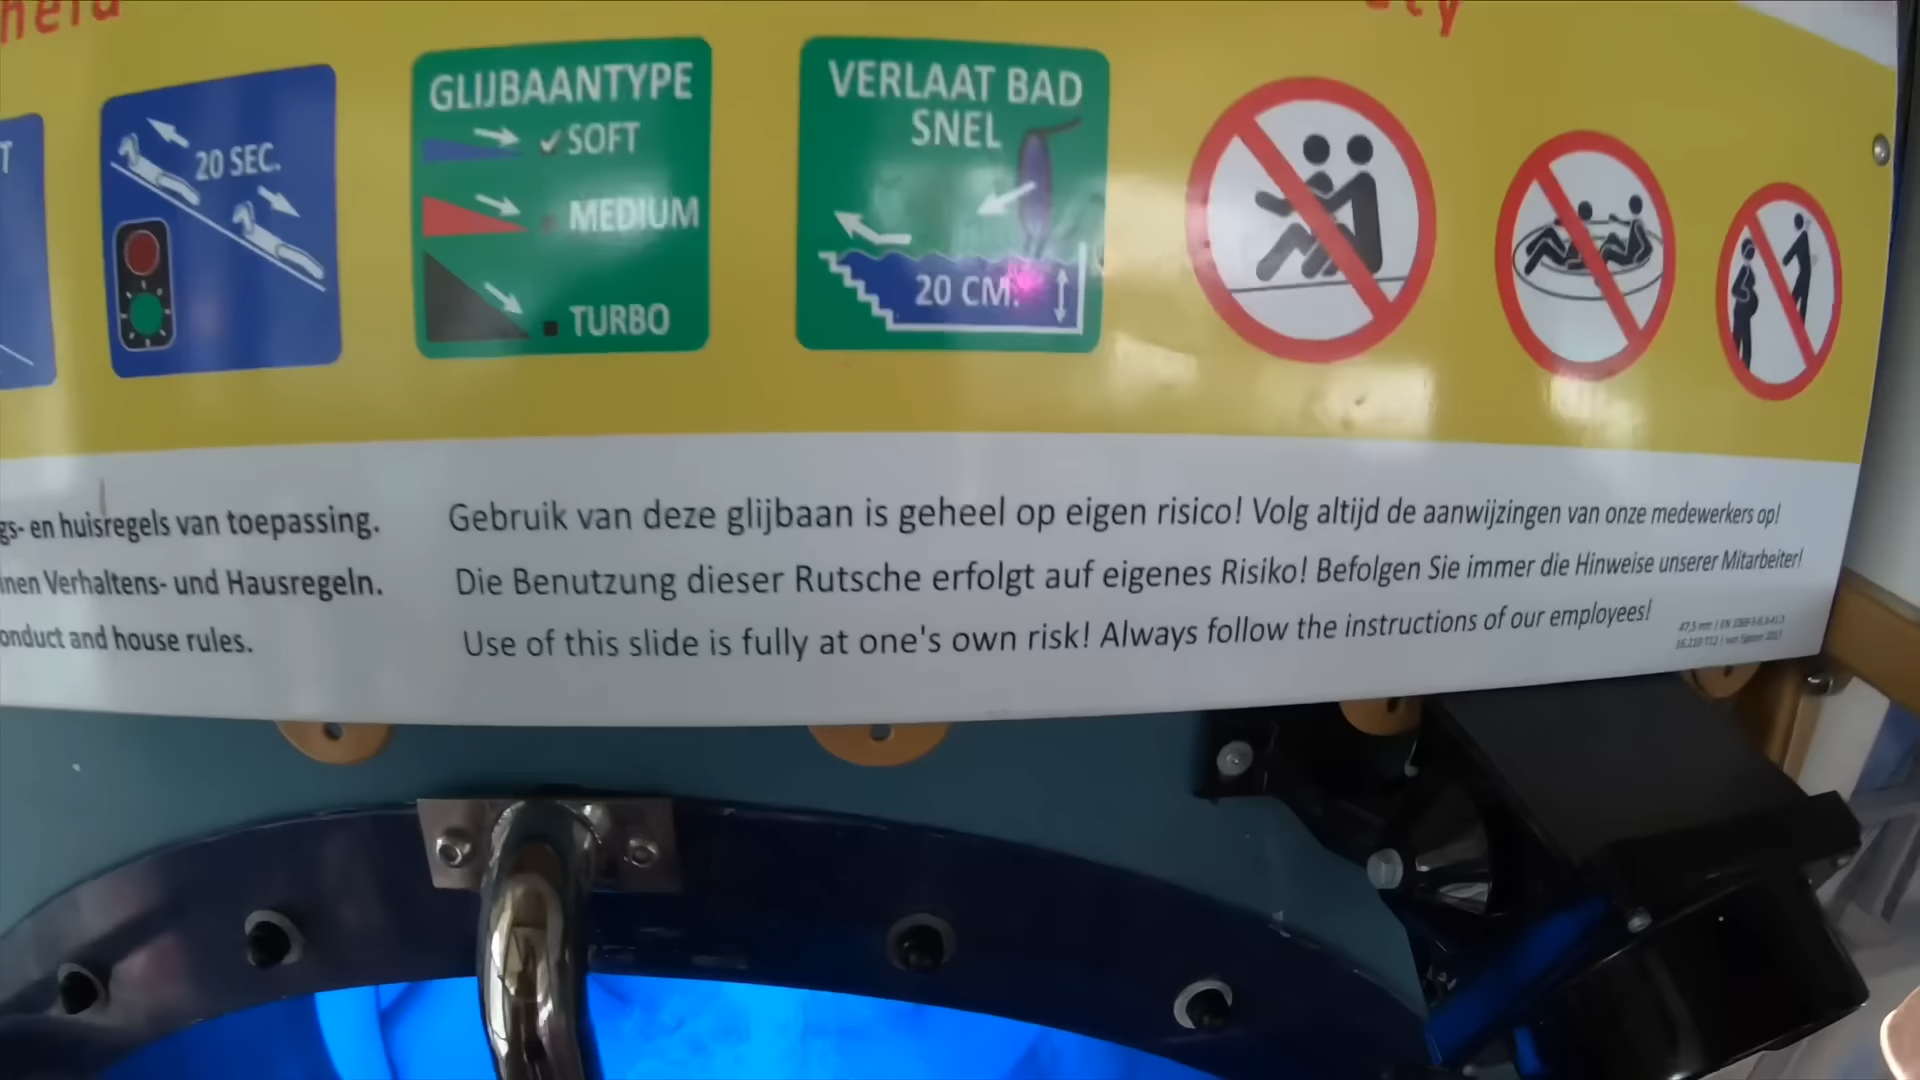 20 SEC.
GLIJBAANTYPE
SOFT
MEDIUM
TURBO
VERLAAT BAD
SNEL
20 CM.
en huisregels van toepassing.
Verhaltens- und Hausregeln.
and house rules.
Gebruik van deze glijbaan is geheel op eigen risico! Volg altijd de aanwijzingen van onze medewerkers op!
Die Benutzung dieser Rutsche erfolgt auf eigenes Risiko! Befolgen Sie immer die Hinweise unserer Mitarbeiter!
Use of this slide is fully at one's own risk! Always follow the instructions of our employees!